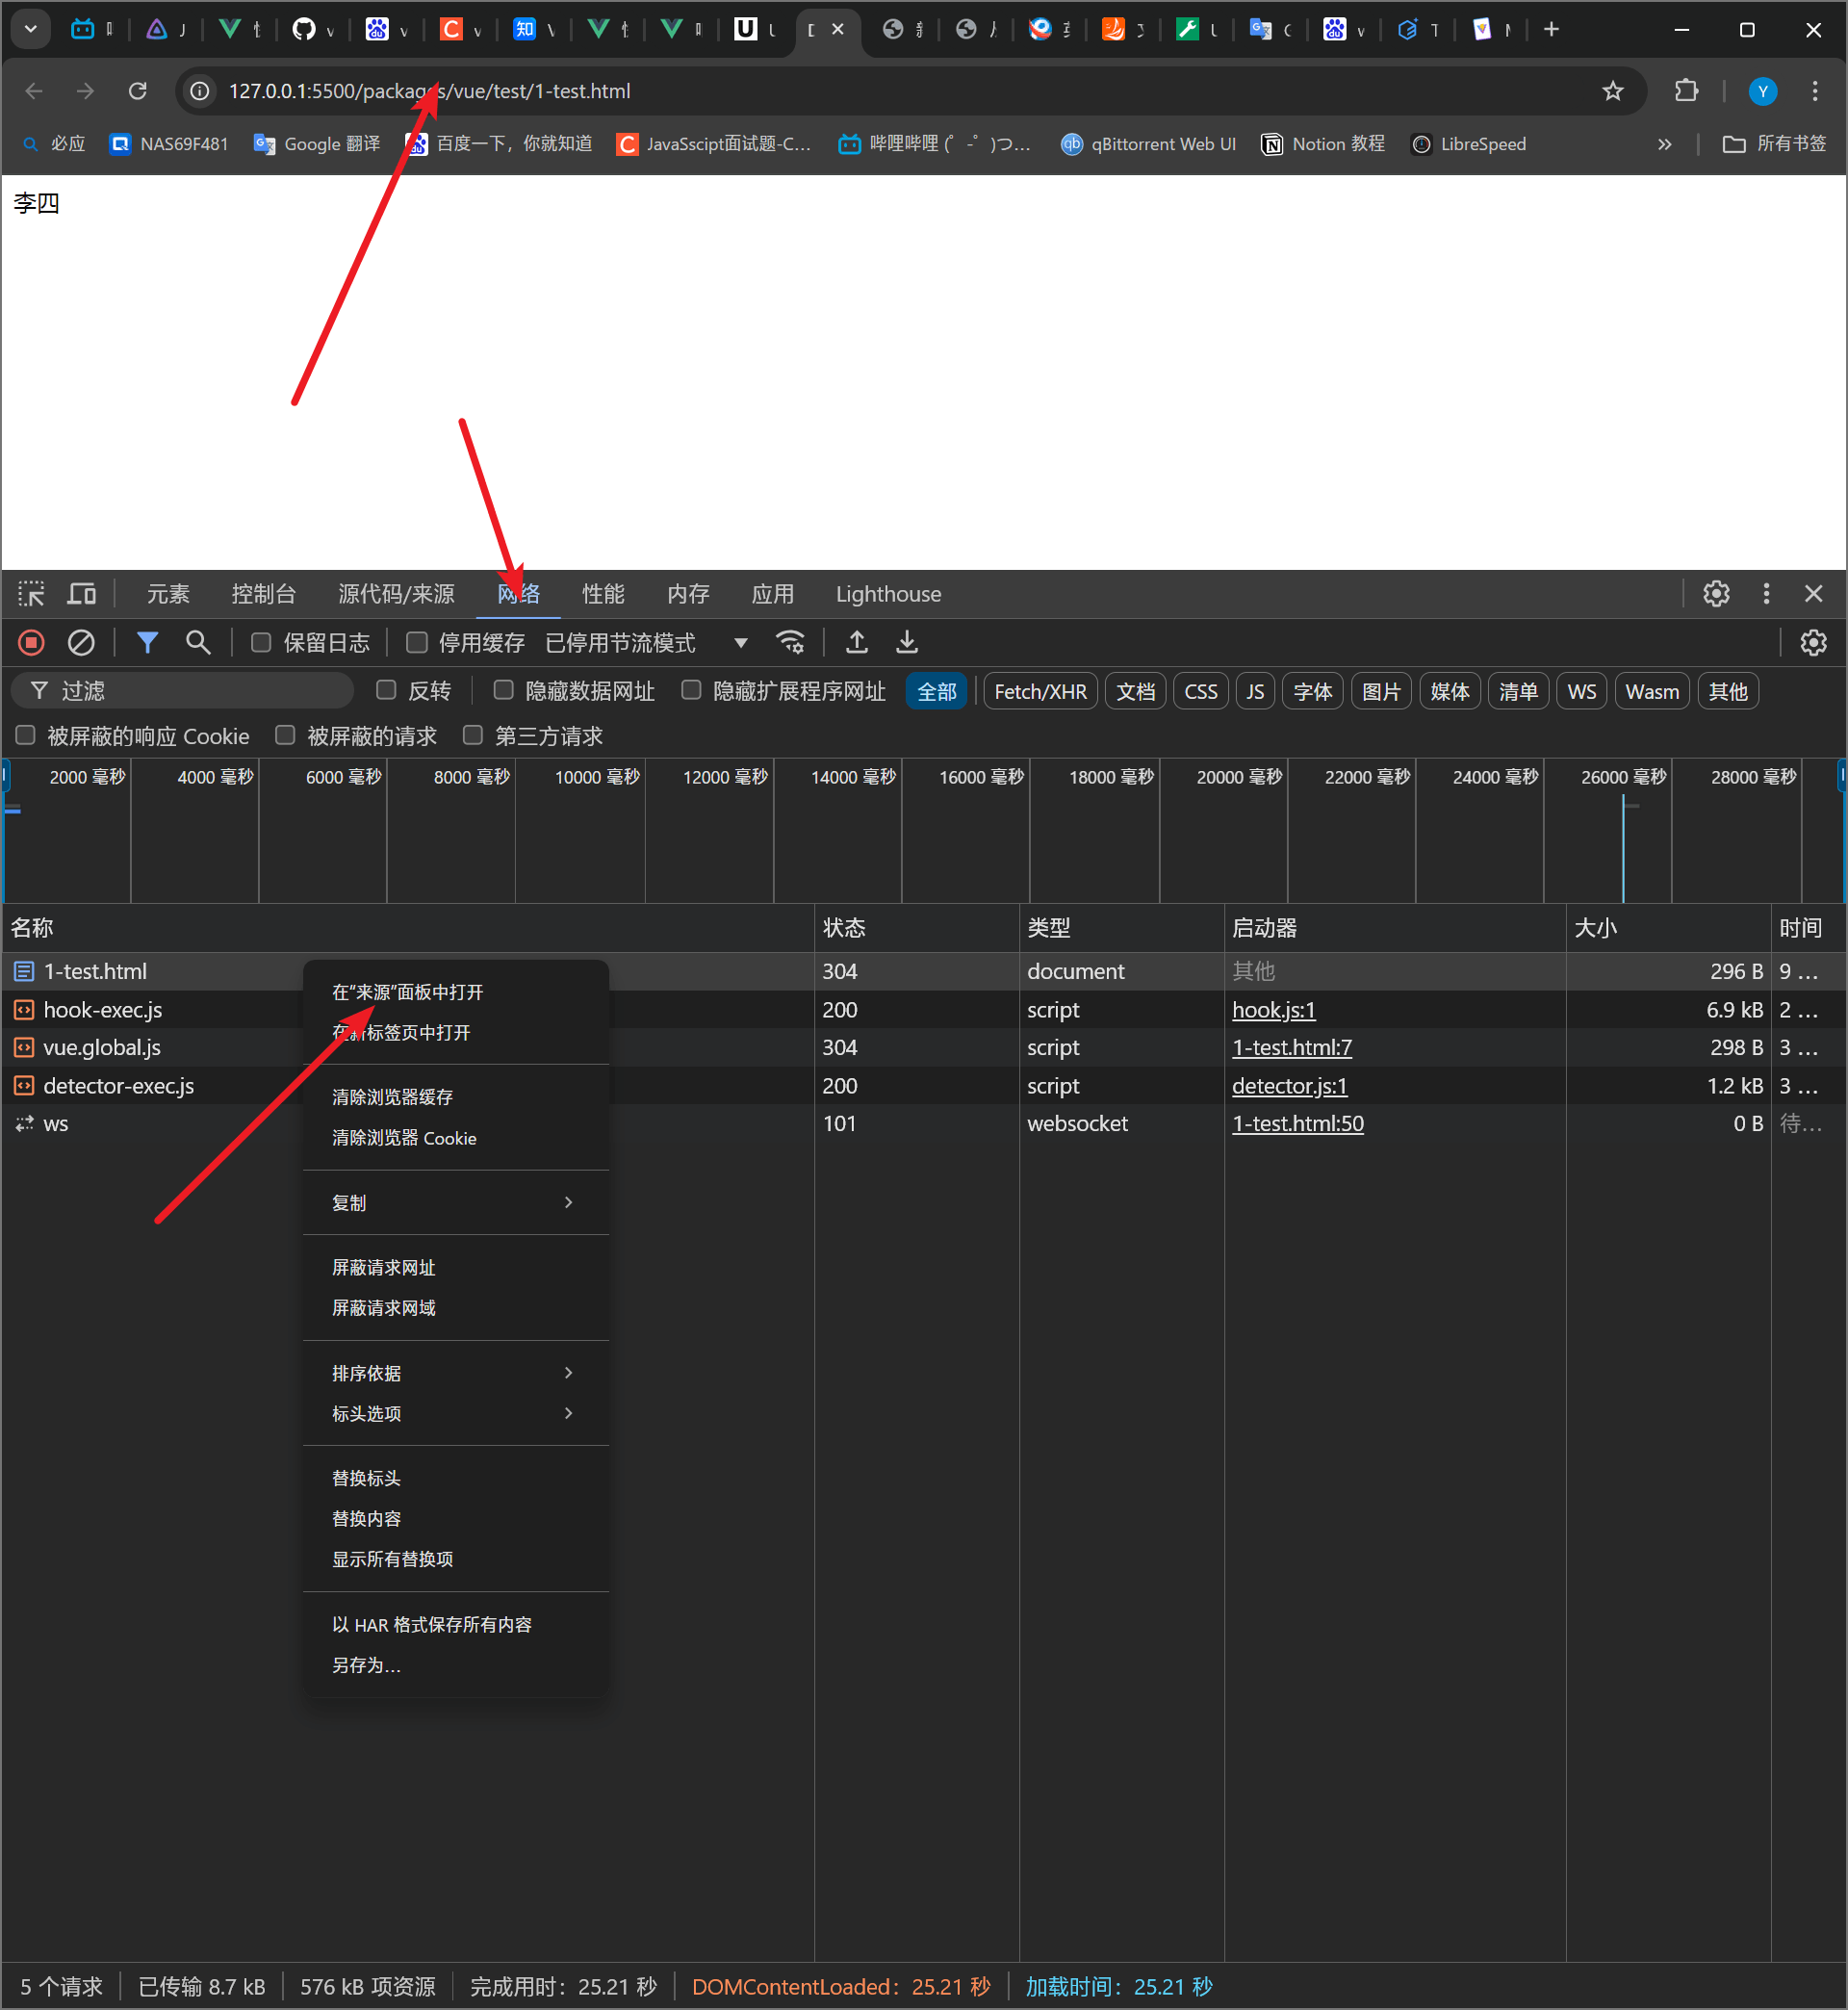 127.0.0.1:5500/packages/vue/test/1-test.html
必应 NAS69F481 Google 翻译 百度一下，你就知道 JavaSscipt面试题-C... 哔哩哔哩 (゜-゜)つ... qBittorrent Web UI Notion 教程 LibreSpeed 所有书签
李四
元素 控制台 源代码/来源 网络 性能 内存 应用 Lighthouse
保留日志 停用缓存 已停用节流模式
过滤 反转 隐藏数据网址 隐藏扩展程序网址 全部 Fetch/XHR 文档 CSS JS 字体 图片 媒体 清单 WS Wasm 其他
被屏蔽的响应 Cookie 被屏蔽的请求 第三方请求
2000 毫秒 4000 毫秒 6000 毫秒 8000 毫秒 10000 毫秒 12000 毫秒 14000 毫秒 16000 毫秒 18000 毫秒 20000 毫秒 22000 毫秒 24000 毫秒 26000 毫秒 28000 毫秒
名称 状态 类型 启动器 大小 时间
1-test.html 304 document 其他 296 B 9 ...
hook-exec.js 200 script hook.js:1 6.9 kB 2 ...
vue.global.js 304 script 1-test.html:7 298 B 3 ...
detector-exec.js 200 script detector.js:1 1.2 kB 3 ...
ws 101 websocket 1-test.html:50 0 B 待...
在“来源”面板中打开
在新标签页中打开
清除浏览器缓存
清除浏览器 Cookie
复制
屏蔽请求网址
屏蔽请求网域
排序依据
标头选项
替换标头
替换内容
显示所有替换项
以 HAR 格式保存所有内容
另存为...
5 个请求 已传输 8.7 kB 576 kB 项资源 完成用时：25.21 秒 DOMContentLoaded：25.21 秒 加载时间：25.21 秒